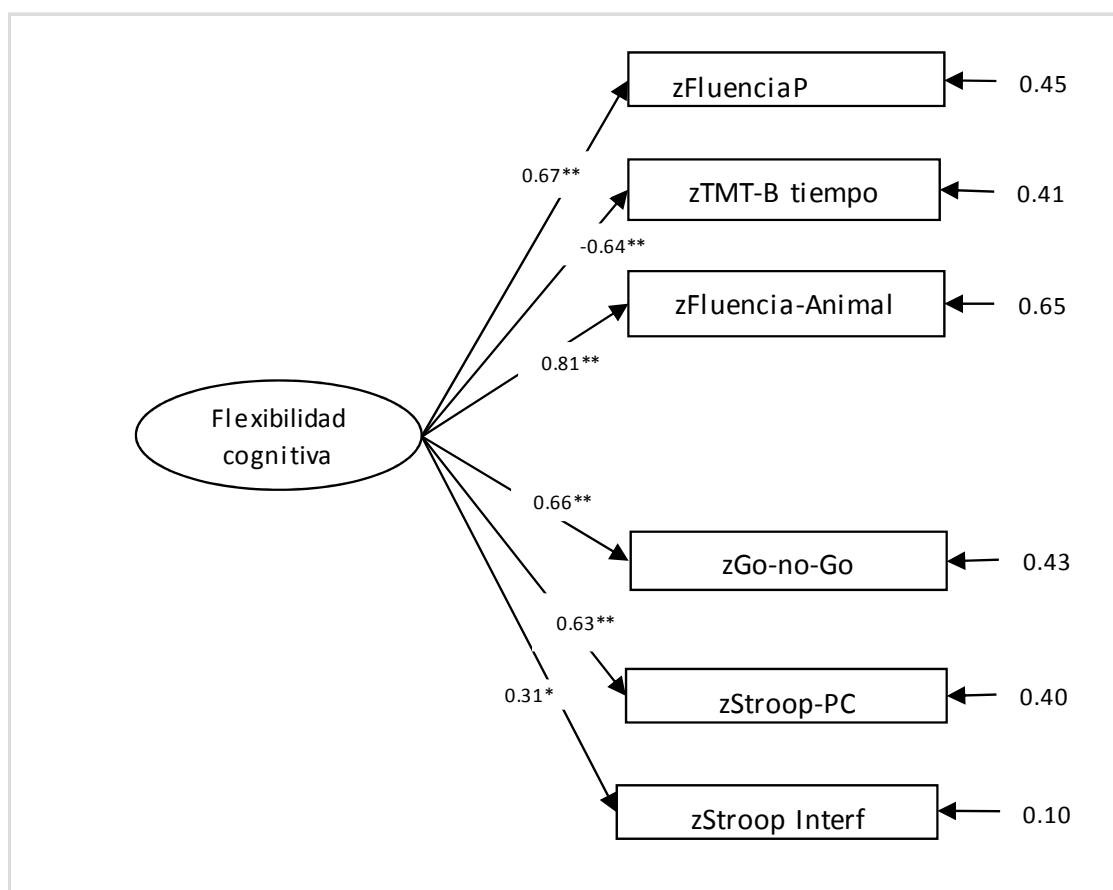 zFluenciaP
0.45
0.67**
zTMT-B tiempo
0.41
-0.64**
zFluencia-Animal
0.65
0.81**
Flexibilidad
cognitiva
0.66**
zGo-no-Go
0.43
0.63**
zStroop-PC
0.40
0.31*
zStroop Interf
0.10